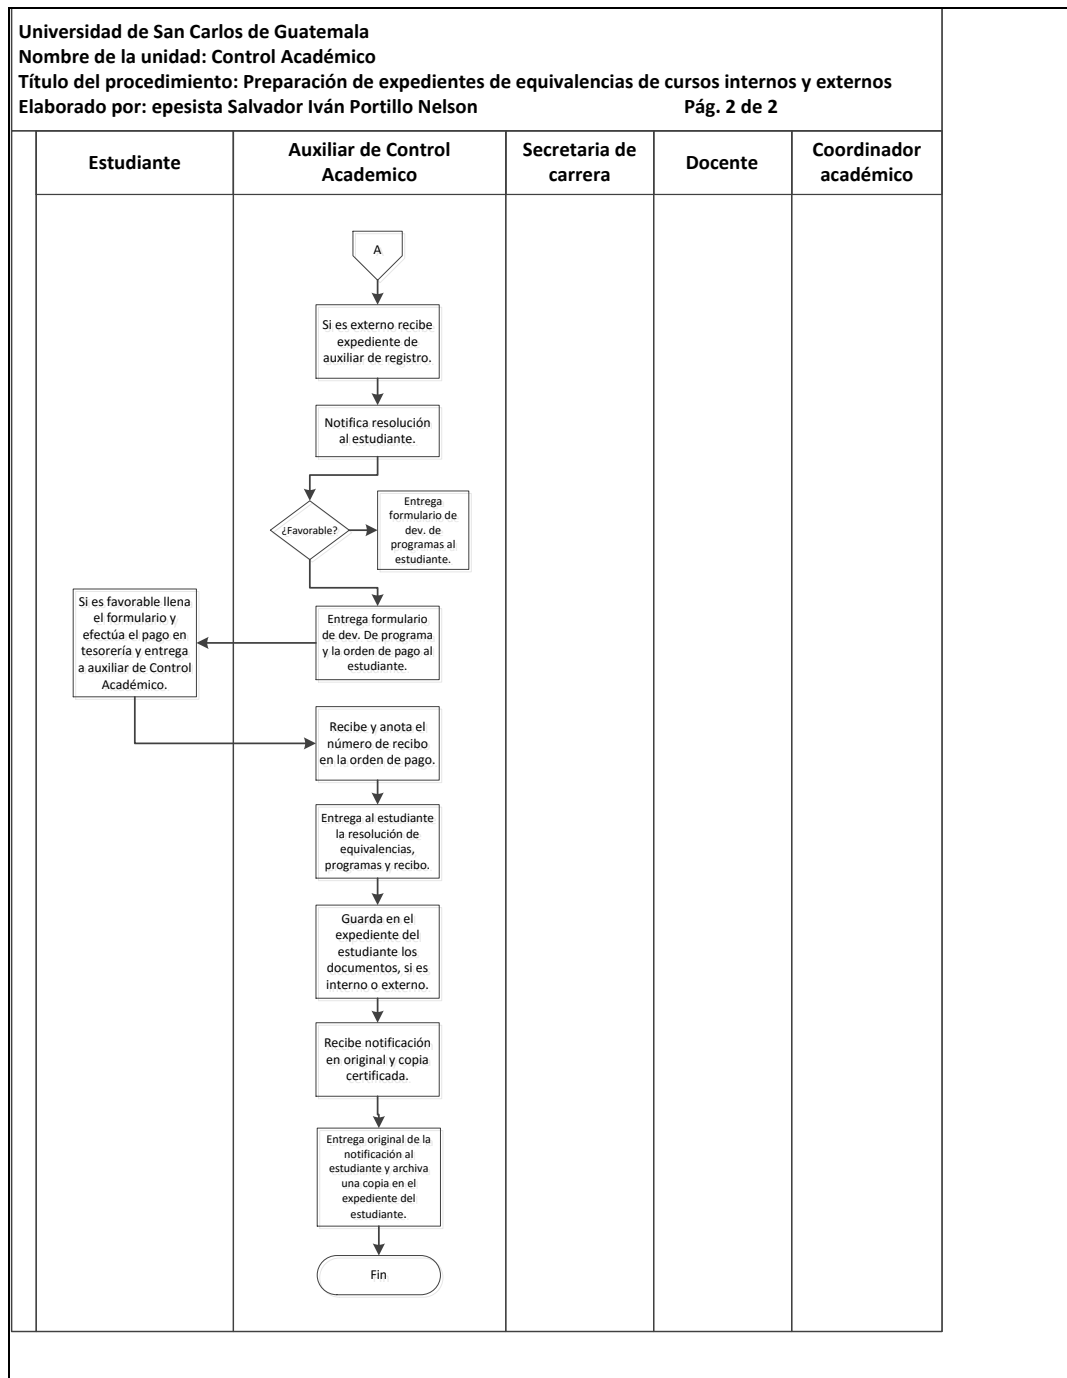 Universidad de San Carlos de Guatemala
Nombre de la unidad: Control Académico
Título del procedimiento: Preparación de expedientes de equivalencias de cursos internos y externos
Elaborado por: epesista Salvador Iván Portillo Nelson Pág. 2 de 2
Estudiante
Auxiliar de Control
Academico
Secretaria de
carrera
Docente
Coordinador
académico
A
Si es externo recibe
expediente de
auxiliar de registro.
Notifica resolución
al estudiante.
¿Favorable?
Entrega
formulario de
dev. de
programas al
estudiante.
Si es favorable llena
el formulario y
efectúa el pago en
tesorería y entrega
a auxiliar de Control
Académico.
Entrega formulario
de dev. De programa
y la orden de pago al
estudiante.
Recibe y anota el
número de recibo
en la orden de pago.
Entrega al estudiante
la resolución de
equivalencias,
programas y recibo.
Guarda en el
expediente del
estudiante los
documentos, si es
interno o externo.
Recibe notificación
en original y copia
certificada.
Entrega original de la
notificación al
estudiante y archiva
una copia en el
expediente del
estudiante.
Fin